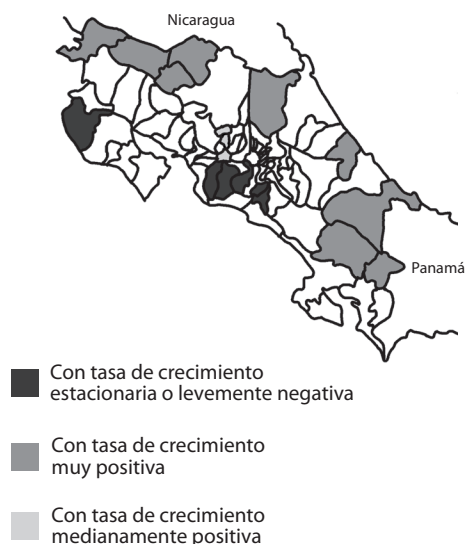 Nicaragua
Panamá
Con tasa de crecimiento
estacionaria o levemente negativa
Con tasa de crecimiento
muy positiva
Con tasa de crecimiento
medianamente positiva